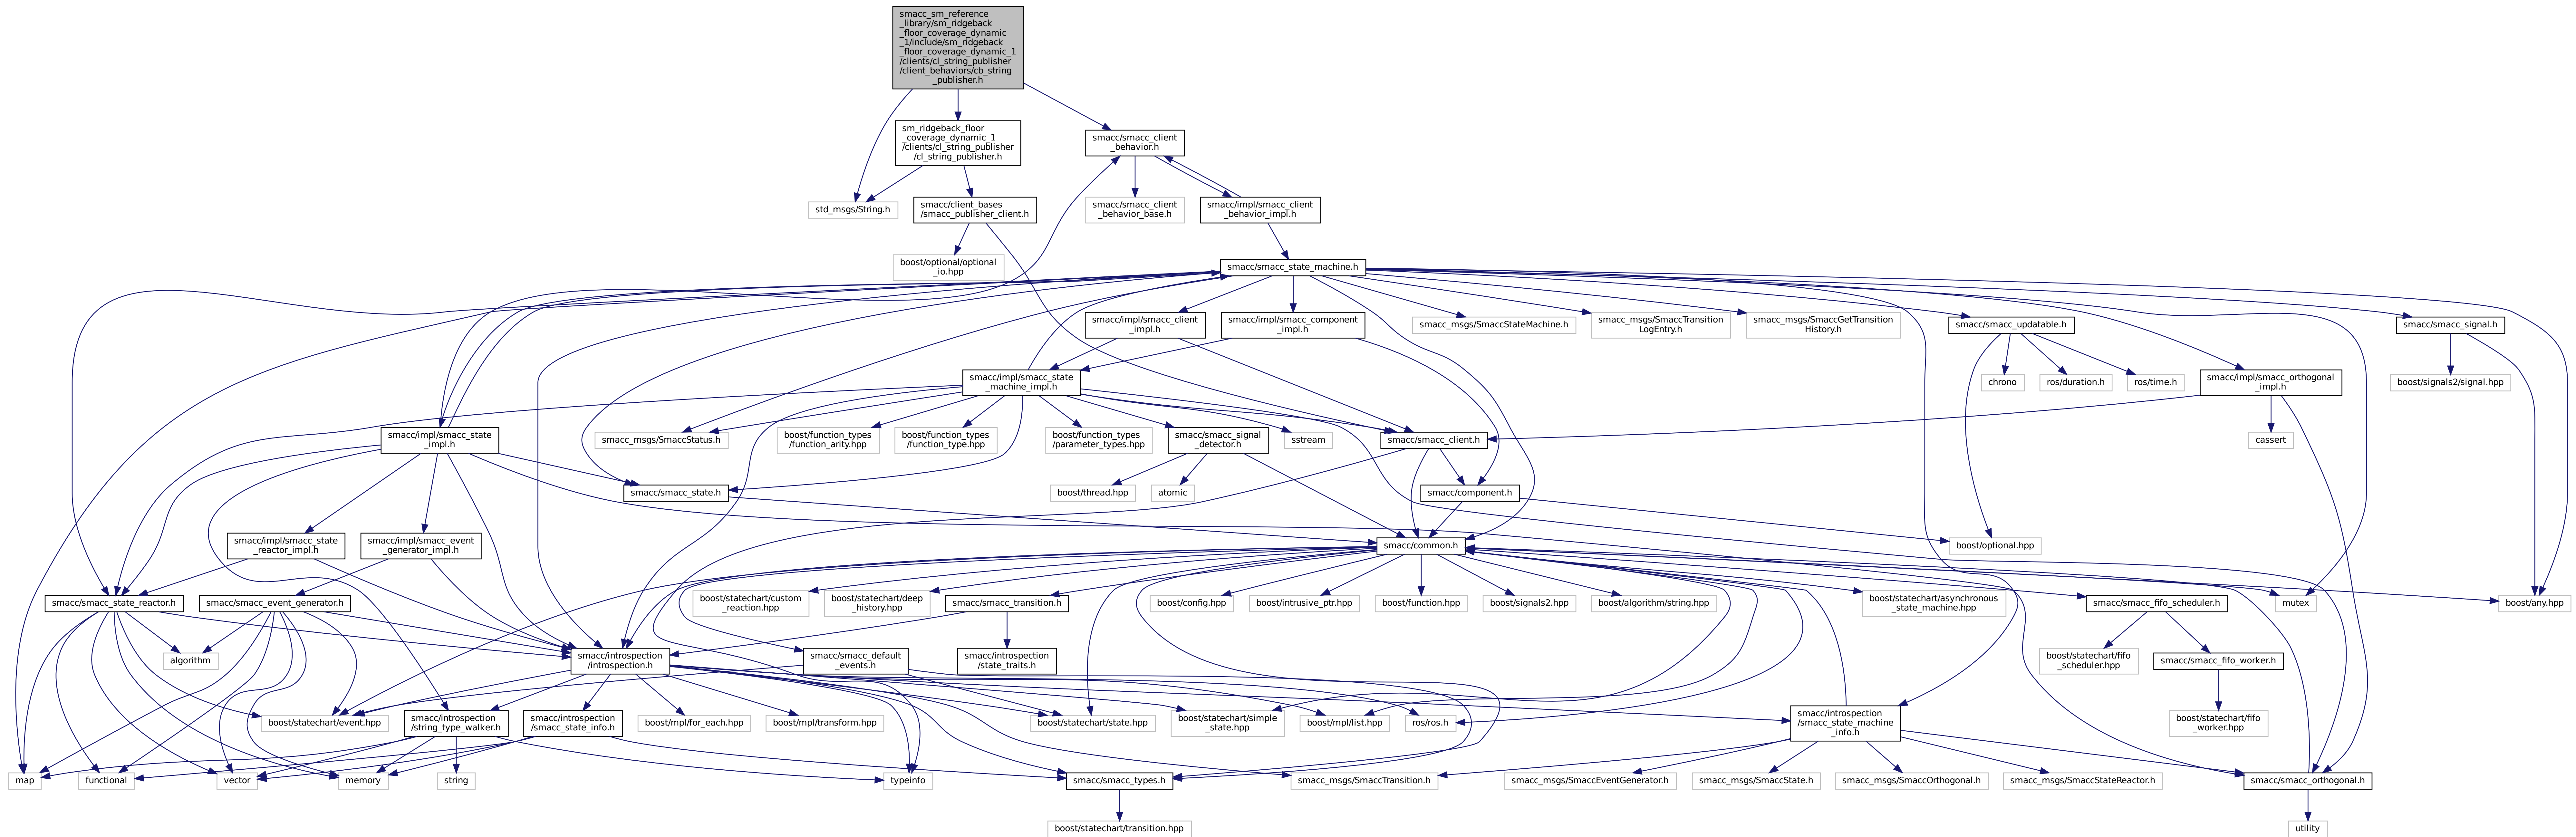 smacc_sm_reference
_library/sm_ridgeback
_floor_coverage_dynamic
_1/include/sm_ridgeback
_floor_coverage_dynamic_1
/clients/cl_string_publisher
/client_behaviors/cb_string
_publisher.h
sm_ridgeback_floor
_coverage_dynamic_1
/clients/cl_string_publisher
/cl_string_publisher.h
smacc/smacc_client
_behavior.h
std_msgs/String.h
smacc/client_bases
/smacc_publisher_client.h
smacc/smacc_client
_behavior_base.h
smacc/impl/smacc_client
_behavior_impl.h
boost/optional/optional
_io.hpp
smacc/smacc_state_machine.h
smacc/impl/smacc_client
_impl.h
smacc/impl/smacc_component
_impl.h
smacc_msgs/SmaccStateMachine.h
smacc_msgs/SmaccTransition
LogEntry.h
smacc_msgs/SmaccGetTransition
History.h
smacc/smacc_updatable.h
smacc/smacc_signal.h
smacc/impl/smacc_state
_machine_impl.h
chrono
ros/duration.h
ros/time.h
smacc/impl/smacc_orthogonal
_impl.h
boost/signals2/signal.hpp
smacc/impl/smacc_state
_impl.h
smacc_msgs/SmaccStatus.h
boost/function_types
/function_arity.hpp
boost/function_types
/function_type.hpp
boost/function_types
/parameter_types.hpp
smacc/smacc_signal
_detector.h
sstream
smacc/smacc_client.h
cassert
smacc/smacc_state.h
boost/thread.hpp
atomic
smacc/component.h
smacc/impl/smacc_state
_reactor_impl.h
smacc/impl/smacc_event
_generator_impl.h
smacc/common.h
boost/optional.hpp
smacc/smacc_state_reactor.h
smacc/smacc_event_generator.h
boost/statechart/custom
_reaction.hpp
boost/statechart/deep
_history.hpp
smacc/smacc_transition.h
boost/config.hpp
boost/intrusive_ptr.hpp
boost/function.hpp
boost/signals2.hpp
boost/algorithm/string.hpp
boost/statechart/asynchronous
_state_machine.hpp
smacc/smacc_fifo_scheduler.h
mutex
boost/any.hpp
algorithm
smacc/introspection
/introspection.h
smacc/smacc_default
_events.h
smacc/introspection
/state_traits.h
boost/statechart/fifo
_scheduler.hpp
smacc/smacc_fifo_worker.h
boost/statechart/event.hpp
smacc/introspection
/string_type_walker.h
smacc/introspection
/smacc_state_info.h
boost/mpl/for_each.hpp
boost/mpl/transform.hpp
boost/statechart/state.hpp
boost/statechart/simple
_state.hpp
boost/mpl/list.hpp
ros/ros.h
smacc/introspection
/smacc_state_machine
_info.h
boost/statechart/fifo
_worker.hpp
map
functional
vector
memory
string
typeinfo
smacc/smacc_types.h
smacc_msgs/SmaccTransition.h
smacc_msgs/SmaccEventGenerator.h
smacc_msgs/SmaccState.h
smacc_msgs/SmaccOrthogonal.h
smacc_msgs/SmaccStateReactor.h
smacc/smacc_orthogonal.h
boost/statechart/transition.hpp
utility